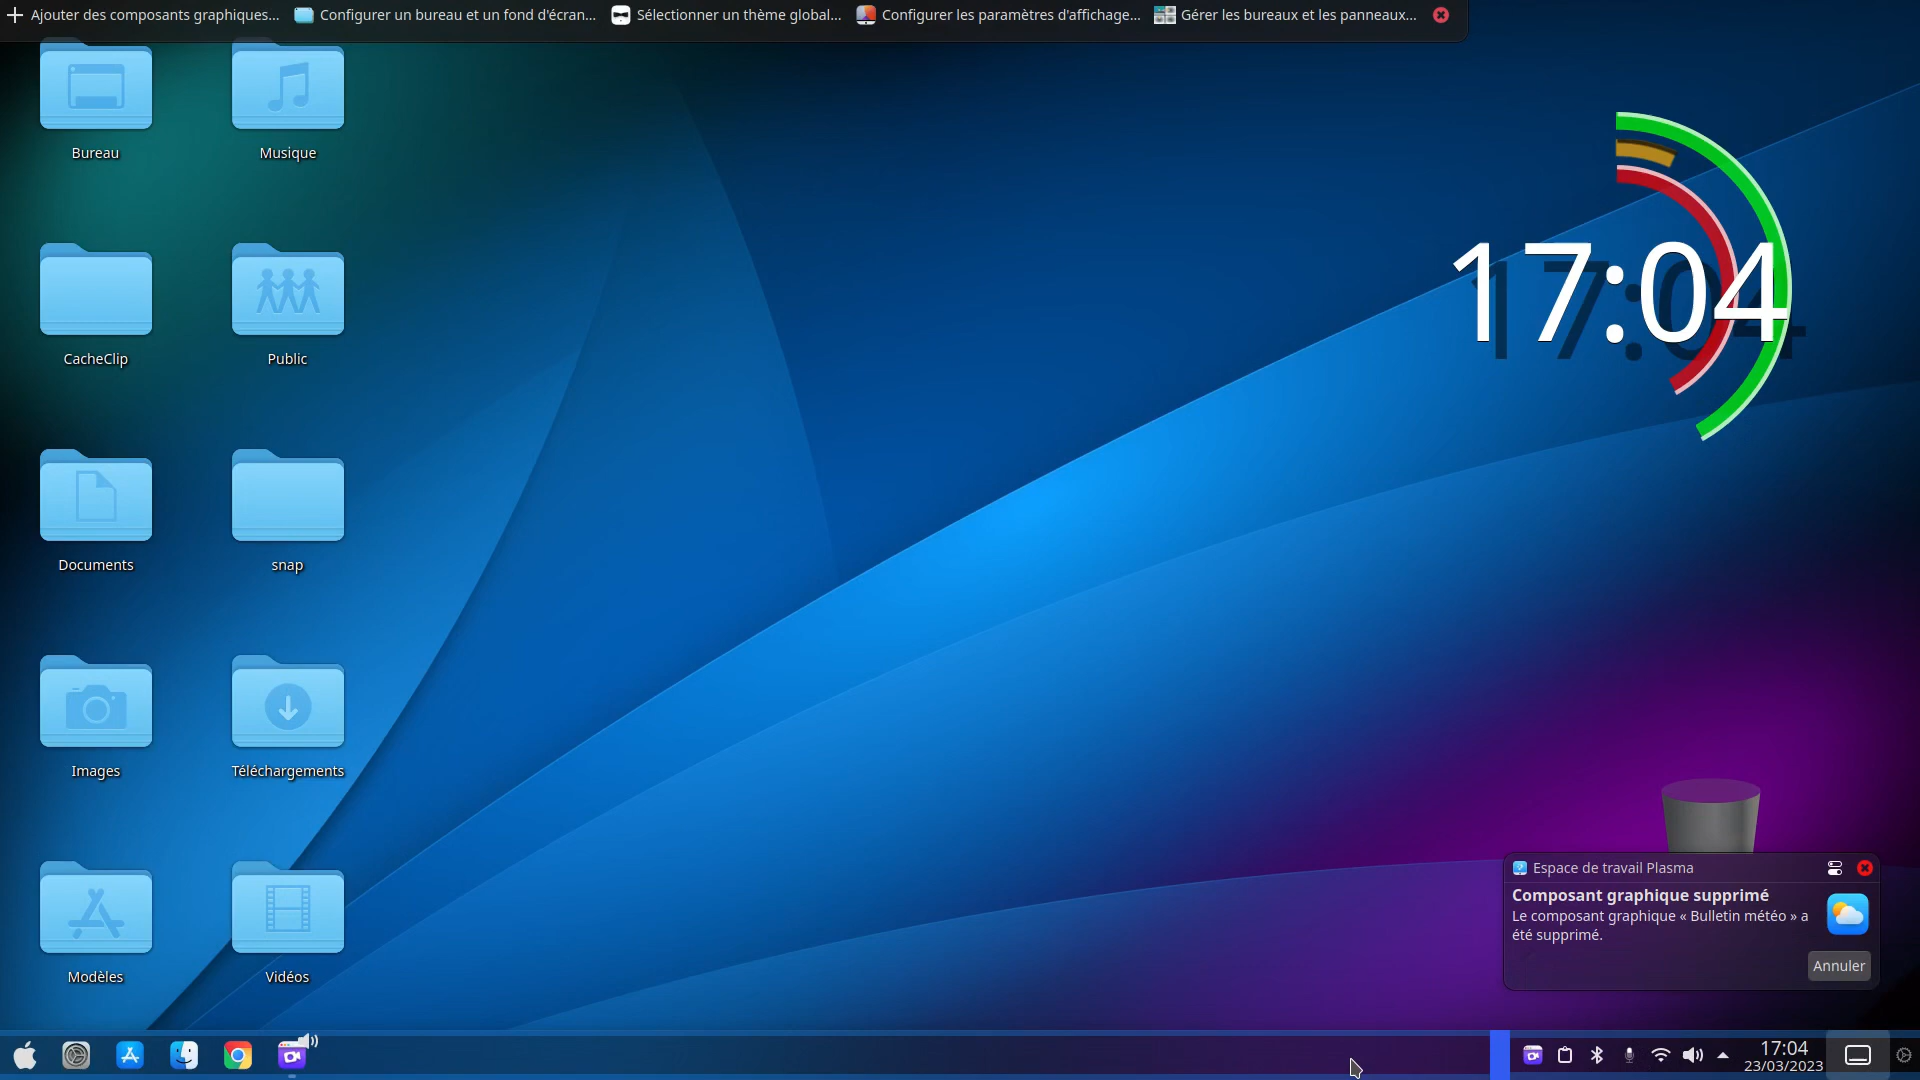 Ajouter des composants graphiques...
Configurer un bureau et un fond d'écran...
Sélectionner un thème global...
Configurer les paramètres d'affichage...
Gérer les bureaux et les panneaux...
Bureau
Musique
17:04
CacheClip
Public
Documents
snap
Images
Téléchargements
Modèles
Vidéos
Espace de travail Plasma
Composant graphique supprimé
Le composant graphique « Bulletin météo » a
été supprimé.
Annuler
17:04
23/03/2023